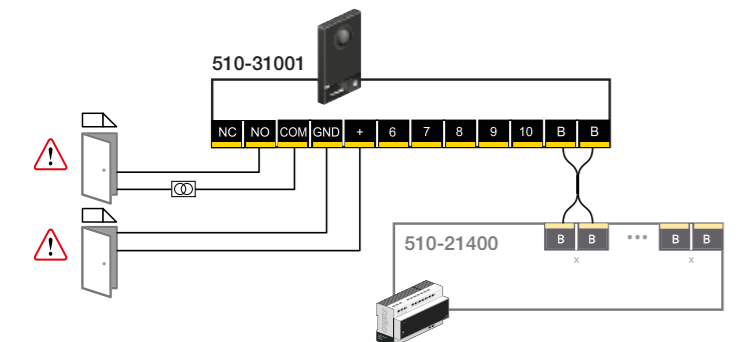 510-31001
NC NO COM GND + 6 7 8 9 10 B B
510-21400 B B ••• B B
x x